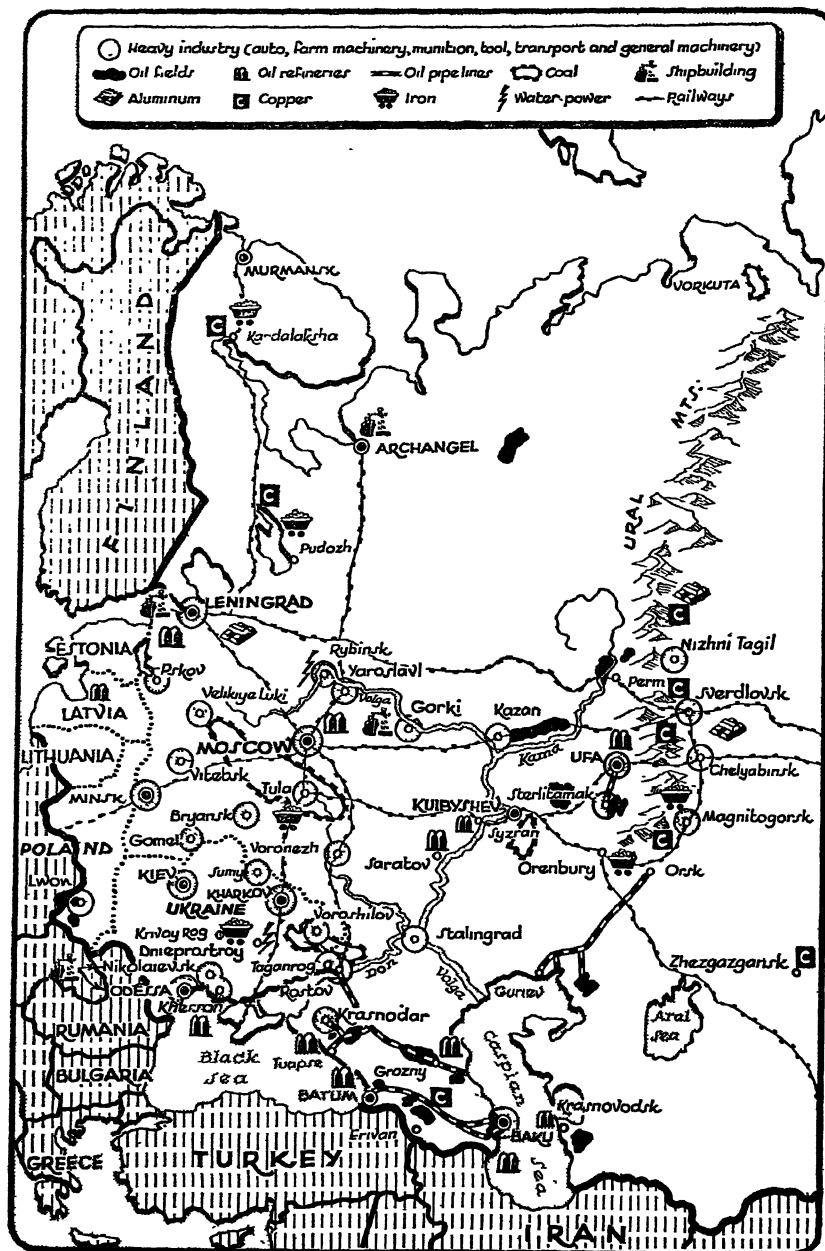 Heavy industry (auto, farm machinery, munition, tool, transport and general machinery)
Oil fields Oil refineries Oil pipelines Coal Shipbuilding
Aluminum Copper Iron Water power Railways
MURMANSK
VORKUTA
C Kandalaksha
FINLAND
URAL MTS.
ARCHANGEL
C
Pudozh
LENINGRAD
C
ESTONIA
Nizhni Tagil
Rybinsk
Pskov
Yaroslavl
Perm
C
Sverdlovsk
Velikiya Luki
Volga
LATVIA
Gorki
Kazan
MOSCOW
C
LITHUANIA
Kama
UFA
Chelyabinsk
Vitebsk
Tula
Sterlitamak
MINSK
KUIBYSHEV
Bryansk
Syzran
Magnitogorsk
Gomel
Voronezh
C
POLAND
Saratov
Orenbury
Orsk
KIEV
Sumy
Lwow
KHARKOV
UKRAINE
Voroshilov
Krivoy Rog
Stalingrad
Dnieprostroy
Zhezgazgansk C
Nikolaievsk
Taganrog
Don
Volga
ODESSA
Rostov
Guriev
Kherson
Aral
Sea
RUMANIA
Krasnodar
Caspian
Sea
Black
Sea
Tuapse
BULGARIA
Grozny
BATUM
C
Krasnovodsk
BAKU
Erivan
GREECE
TURKEY
IRAN